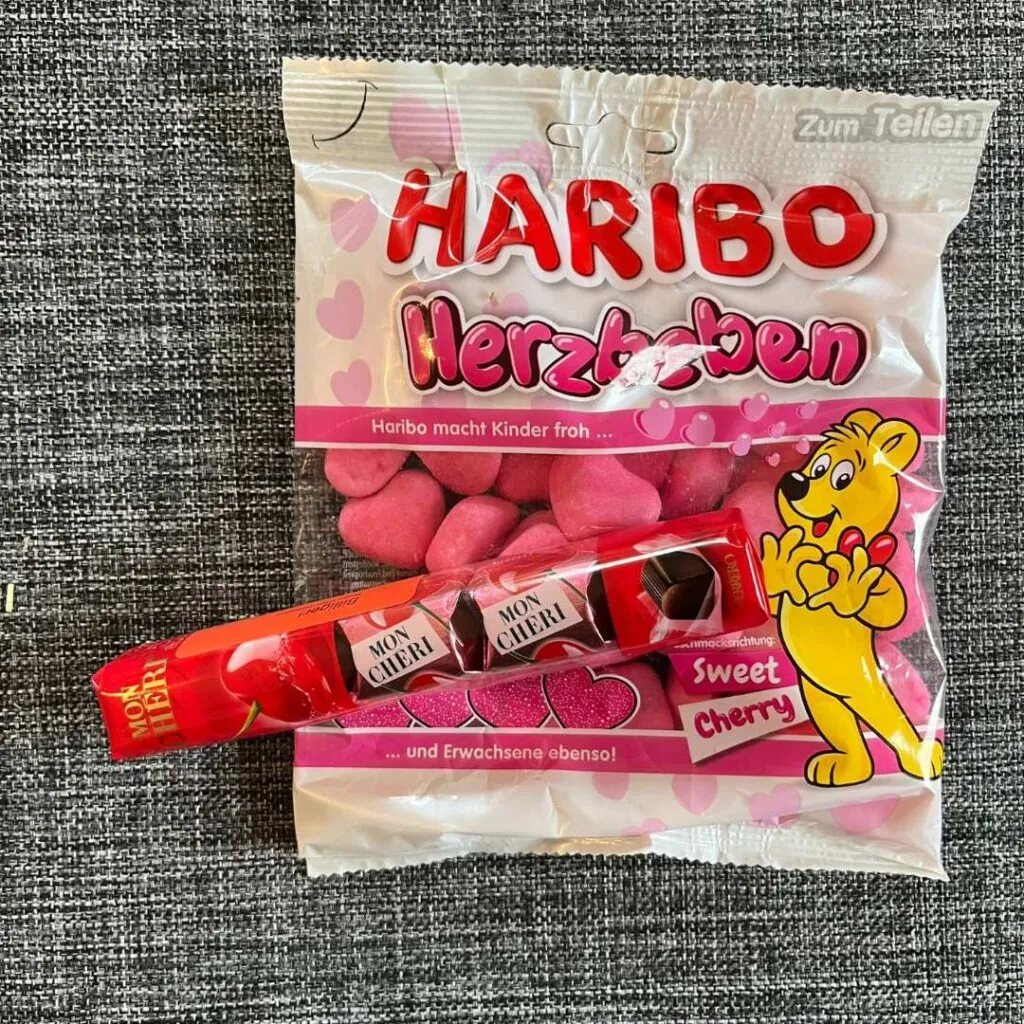 Zum Teilen
HARIBO
Herzbeben
Haribo macht Kinder froh ...
Billiger!
MON
CHERI
MON
CHERI
MON
CHERI
Sweet
Cherry
... und Erwachsene ebenso!